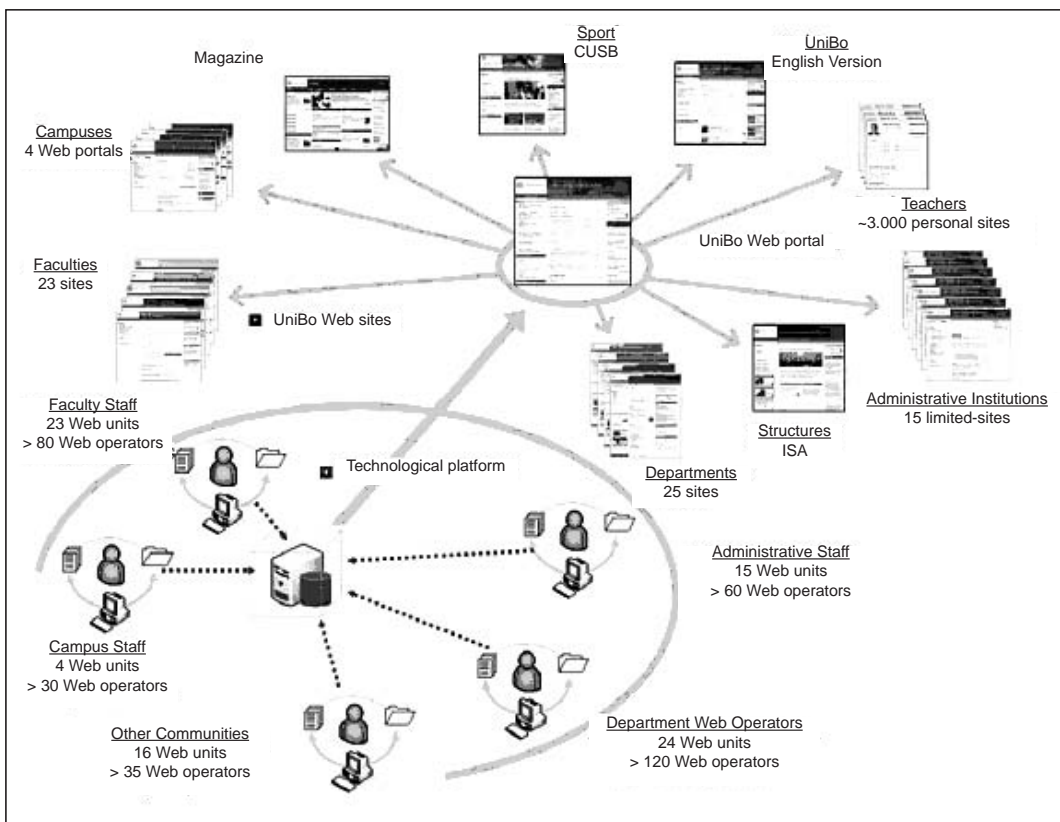 Magazine
Sport
CUSB
UniBo
English Version
Campuses
4 Web portals
Teachers
~3.000 personal sites
UniBo Web portal
Faculties
23 sites
UniBo Web sites
Administrative Institutions
15 limited-sites
Structures
ISA
Departments
25 sites
Faculty Staff
23 Web units
> 80 Web operators
Technological platform
Administrative Staff
15 Web units
> 60 Web operators
Campus Staff
4 Web units
> 30 Web operators
Other Communities
16 Web units
> 35 Web operators
Department Web Operators
24 Web units
> 120 Web operators